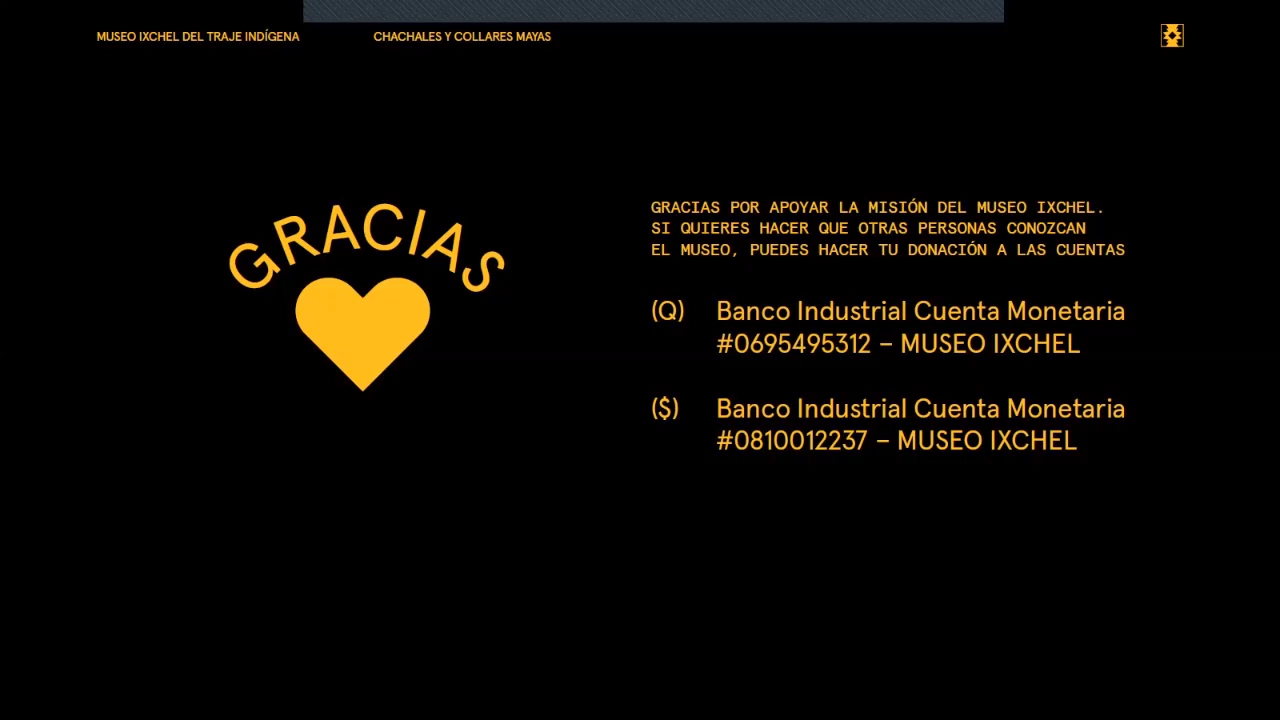 MUSEO IXCHEL DEL TRAJE INDÍGENA
CHACHALES Y COLLARES MAYAS
GRACIAS
GRACIAS POR APOYAR LA MISIÓN DEL MUSEO IXCHEL.
SI QUIERES HACER QUE OTRAS PERSONAS CONOZCAN
EL MUSEO, PUEDES HACER TU DONACIÓN A LAS CUENTAS
(Q) Banco Industrial Cuenta Monetaria
#0695495312 – MUSEO IXCHEL
($) Banco Industrial Cuenta Monetaria
#0810012237 – MUSEO IXCHEL